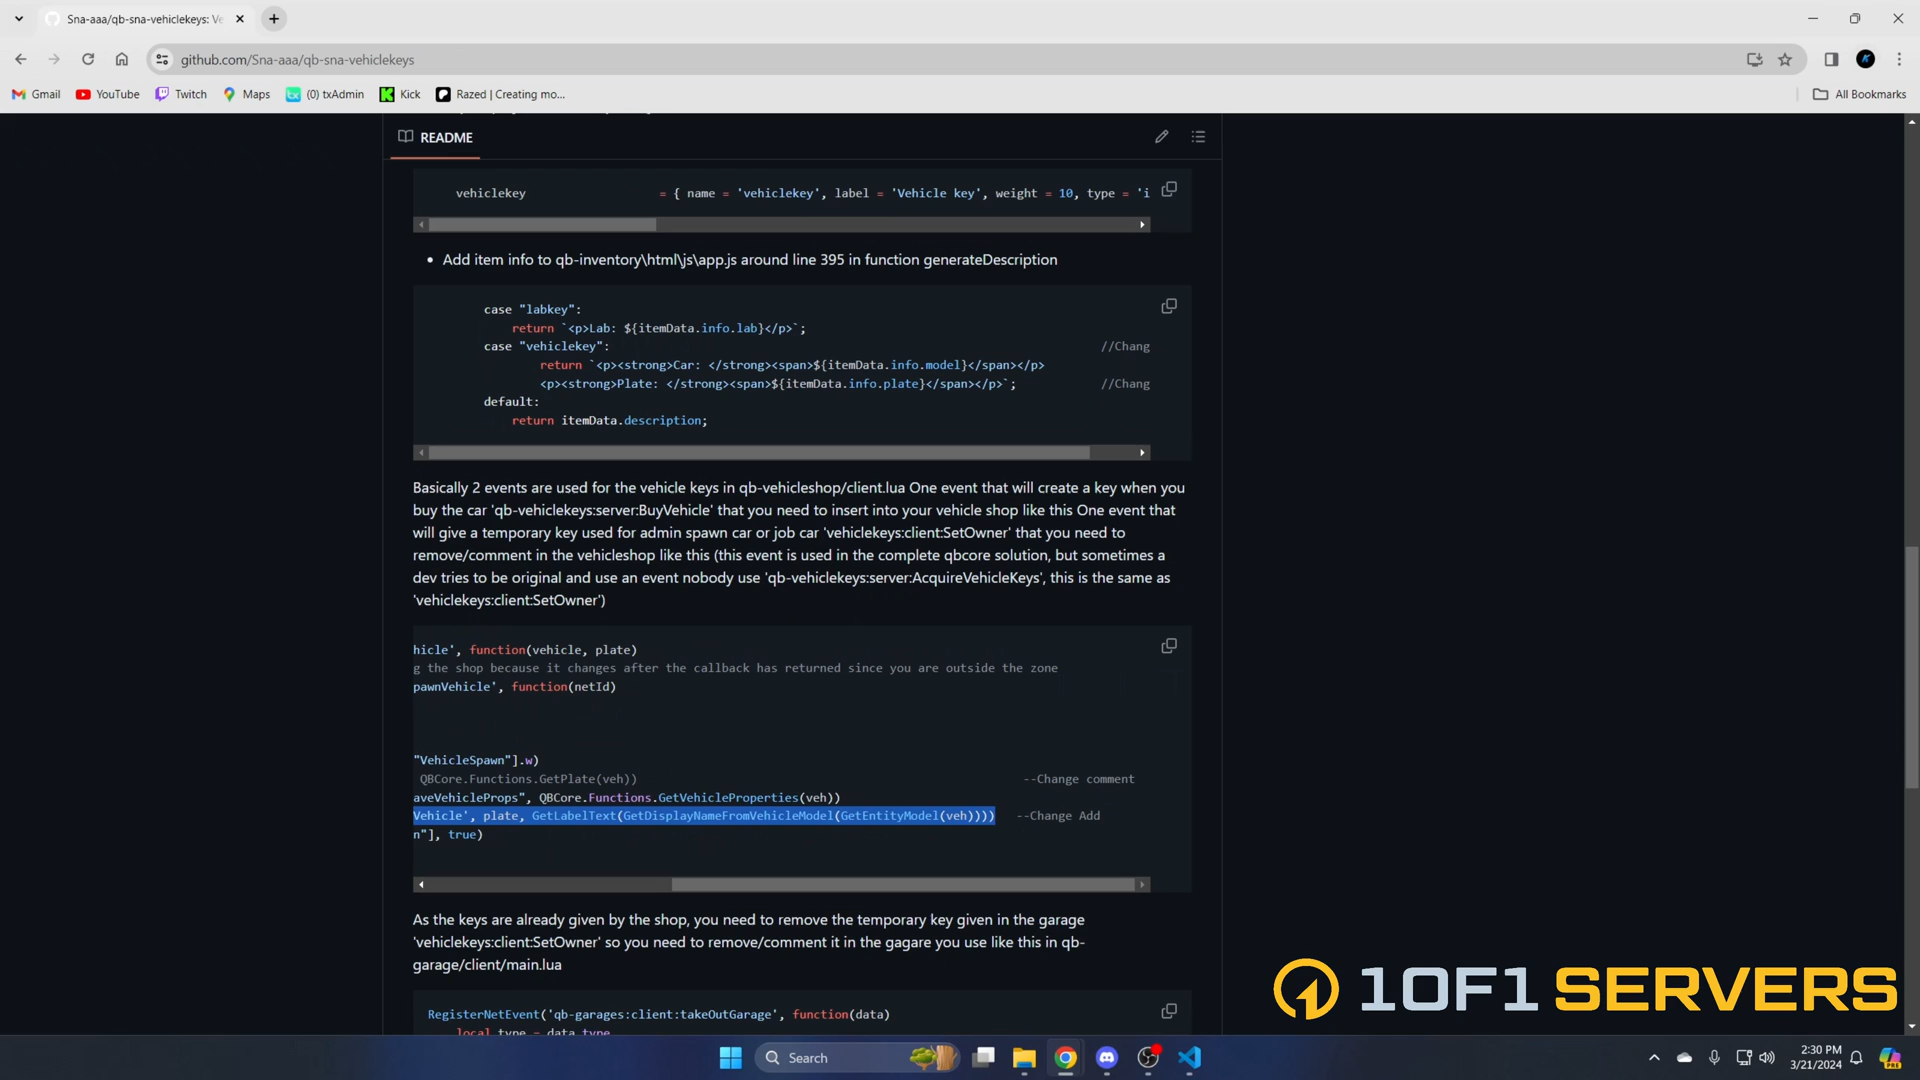 Sna-aaa/qb-sna-vehiclekeys: Ve
github.com/Sna-aaa/qb-sna-vehiclekeys
Gmail
YouTube
Twitch
Maps
(0) txAdmin
Kick
Razed | Creating mo...
All Bookmarks
README
vehiclekey = { name = 'vehiclekey', label = 'Vehicle key', weight = 10, type = 'i
Add item info to qb-inventory\html\js\app.js around line 395 in function generateDescription
case "labkey":
return `<p>Lab: ${itemData.info.lab}</p>`;
case "vehiclekey": //Chang
return `<p><strong>Car: </strong><span>${itemData.info.model}</span></p>
<p><strong>Plate: </strong><span>${itemData.info.plate}</span></p>`; //Chang
default:
return itemData.description;
Basically 2 events are used for the vehicle keys in qb-vehicleshop/client.lua One event that will create a key when you
buy the car 'qb-vehiclekeys:server:BuyVehicle' that you need to insert into your vehicle shop like this One event that
will give a temporary key used for admin spawn car or job car 'vehiclekeys:client:SetOwner' that you need to
remove/comment in the vehicleshop like this (this event is used in the complete qbcore solution, but sometimes a
dev tries to be original and use an event nobody use 'qb-vehiclekeys:server:AcquireVehicleKeys', this is the same as
'vehiclekeys:client:SetOwner')
hicle', function(vehicle, plate)
g the shop because it changes after the callback has returned since you are outside the zone
pawnVehicle', function(netId)
"VehicleSpawn"].w)
QBCore.Functions.GetPlate(veh)) --Change comment
aveVehicleProps", QBCore.Functions.GetVehicleProperties(veh))
Vehicle', plate, GetLabelText(GetDisplayNameFromVehicleModel(GetEntityModel(veh)))) --Change Add
n"], true)
As the keys are already given by the shop, you need to remove the temporary key given in the garage
'vehiclekeys:client:SetOwner' so you need to remove/comment it in the gagare you use like this in qb-
garage/client/main.lua
RegisterNetEvent('qb-garages:client:takeOutGarage', function(data)
local type = data.type
1OF1 SERVERS
Search
2:30 PM
3/21/2024